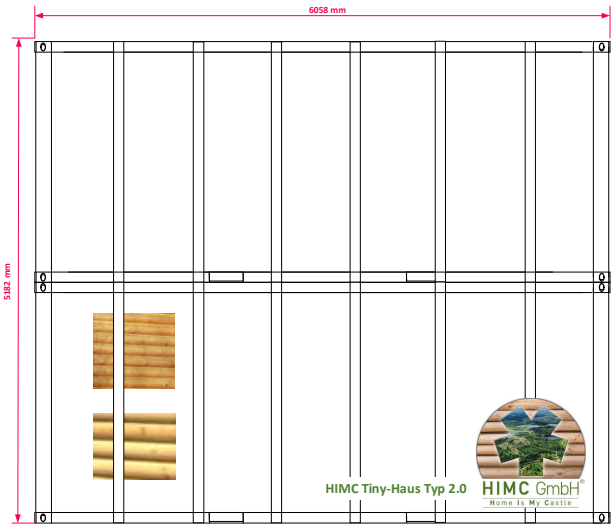 6058 mm
5182 mm
HIMC Tiny-Haus Typ 2.0
HIMC GmbH®
Home Is My Castle